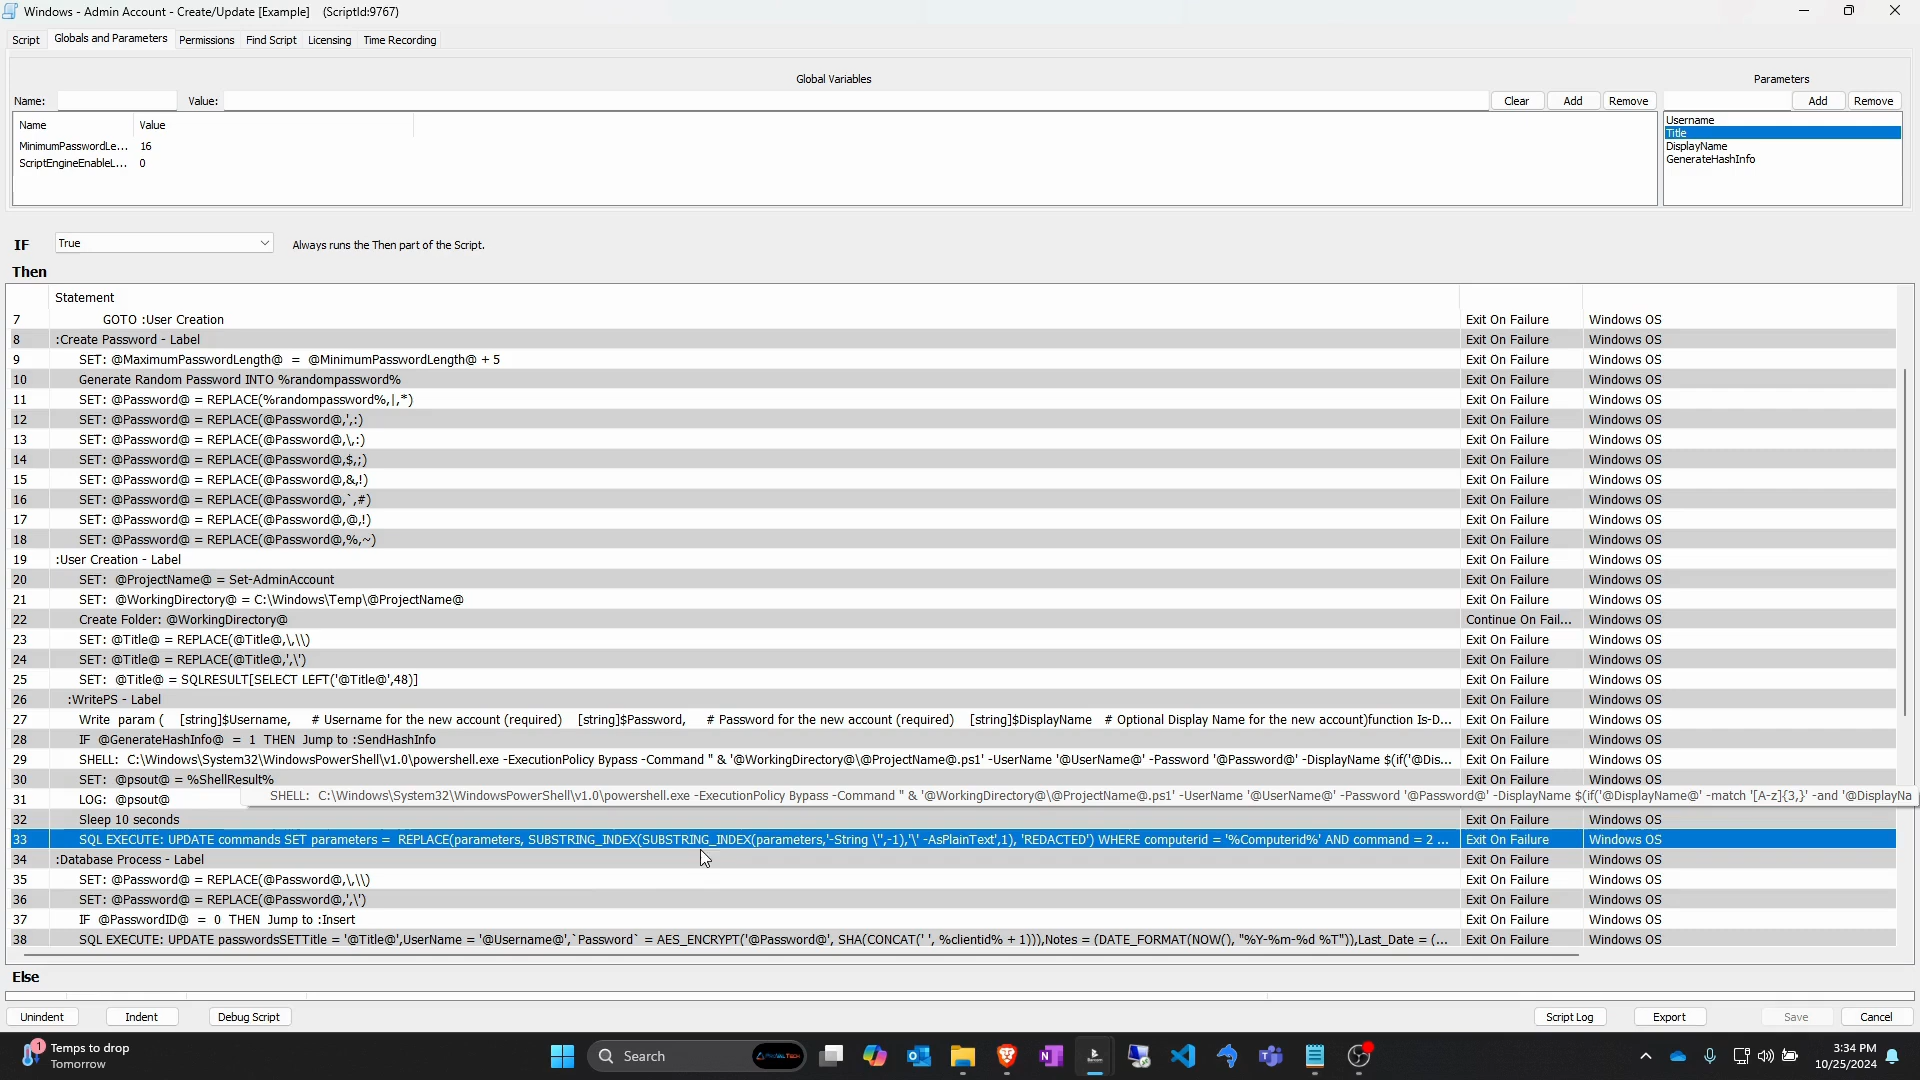 Windows - Admin Account - Create/Update [Example]    (ScriptId:9767)
Script  Globals and Parameters  Permissions  Find Script  Licensing  Time Recording
Global Variables  Parameters
Name:  Value:  Clear  Add  Remove  Add  Remove
Name  Value
MinimumPasswordLe...  16
ScriptEngineEnableL...  0
Username
Title
DisplayName
GenerateHashInfo
IF  True  Always runs the Then part of the Script.
Then
Statement
7  GOTO :User Creation  Exit On Failure  Windows OS
8  :Create Password - Label  Exit On Failure  Windows OS
9  SET: @MaximumPasswordLength@  =  @MinimumPasswordLength@ + 5  Exit On Failure  Windows OS
10  Generate Random Password INTO %randompassword%  Exit On Failure  Windows OS
11  SET: @Password@ = REPLACE(%randompassword%,|,*)  Exit On Failure  Windows OS
12  SET: @Password@ = REPLACE(@Password@,',:)  Exit On Failure  Windows OS
13  SET: @Password@ = REPLACE(@Password@,\,:)  Exit On Failure  Windows OS
14  SET: @Password@ = REPLACE(@Password@,$,;)  Exit On Failure  Windows OS
15  SET: @Password@ = REPLACE(@Password@,&,!)  Exit On Failure  Windows OS
16  SET: @Password@ = REPLACE(@Password@,`,#)  Exit On Failure  Windows OS
17  SET: @Password@ = REPLACE(@Password@,@,!)  Exit On Failure  Windows OS
18  SET: @Password@ = REPLACE(@Password@,%,~)  Exit On Failure  Windows OS
19  :User Creation - Label  Exit On Failure  Windows OS
20  SET:  @ProjectName@ = Set-AdminAccount  Exit On Failure  Windows OS
21  SET:  @WorkingDirectory@ = C:\Windows\Temp\@ProjectName@  Exit On Failure  Windows OS
22  Create Folder: @WorkingDirectory@  Continue On Fail...  Windows OS
23  SET: @Title@ = REPLACE(@Title@,\,\\)  Exit On Failure  Windows OS
24  SET: @Title@ = REPLACE(@Title@,',\')  Exit On Failure  Windows OS
25  SET:  @Title@ = SQLRESULT[SELECT LEFT('@Title@',48)]  Exit On Failure  Windows OS
26  :WritePS - Label  Exit On Failure  Windows OS
27  Write  param (    [string]$Username,     # Username for the new account (required)    [string]$Password,     # Password for the new account (required)    [string]$DisplayName   # Optional Display Name for the new account)function Is-D...  Exit On Failure  Windows OS
28  IF  @GenerateHashInfo@  =  1  THEN  Jump to :SendHashInfo  Exit On Failure  Windows OS
29  SHELL:  C:\Windows\System32\WindowsPowerShell\v1.0\powershell.exe -ExecutionPolicy Bypass -Command " & '@WorkingDirectory@\@ProjectName@.ps1' -UserName '@UserName@' -Password '@Password@' -DisplayName $(if('@Dis...  Exit On Failure  Windows OS
30  SET:  @psout@ = %ShellResult%  Exit On Failure  Windows OS
31  LOG:  @psout@
SHELL:  C:\Windows\System32\WindowsPowerShell\v1.0\powershell.exe -ExecutionPolicy Bypass -Command " & '@WorkingDirectory@\@ProjectName@.ps1' -UserName '@UserName@' -Password '@Password@' -DisplayName $(if('@DisplayName@' -match '[A-z]{3,}' -and '@DisplayNa
32  Sleep 10 seconds  Exit On Failure  Windows OS
33  SQL EXECUTE: UPDATE commands SET parameters =  REPLACE(parameters, SUBSTRING_INDEX(SUBSTRING_INDEX(parameters,'-String \'',-1),'\' -AsPlainText',1), 'REDACTED') WHERE computerid = '%Computerid%' AND command = 2 ...  Exit On Failure  Windows OS
34  :Database Process - Label  Exit On Failure  Windows OS
35  SET: @Password@ = REPLACE(@Password@,\,\\)  Exit On Failure  Windows OS
36  SET: @Password@ = REPLACE(@Password@,',\')  Exit On Failure  Windows OS
37  IF  @PasswordID@  =  0  THEN  Jump to :Insert  Exit On Failure  Windows OS
38  SQL EXECUTE: UPDATE passwordsSETTitle = '@Title@',UserName = '@Username@',`Password` = AES_ENCRYPT('@Password@', SHA(CONCAT(' ', %clientid% + 1))),Notes = (DATE_FORMAT(NOW(), "%Y-%m-%d %T")),Last_Date = (...  Exit On Failure  Windows OS
Else
Unindent  Indent  Debug Script  Script Log  Export  Save  Cancel
1  Temps to drop
Tomorrow
Search
3:34 PM
10/25/2024